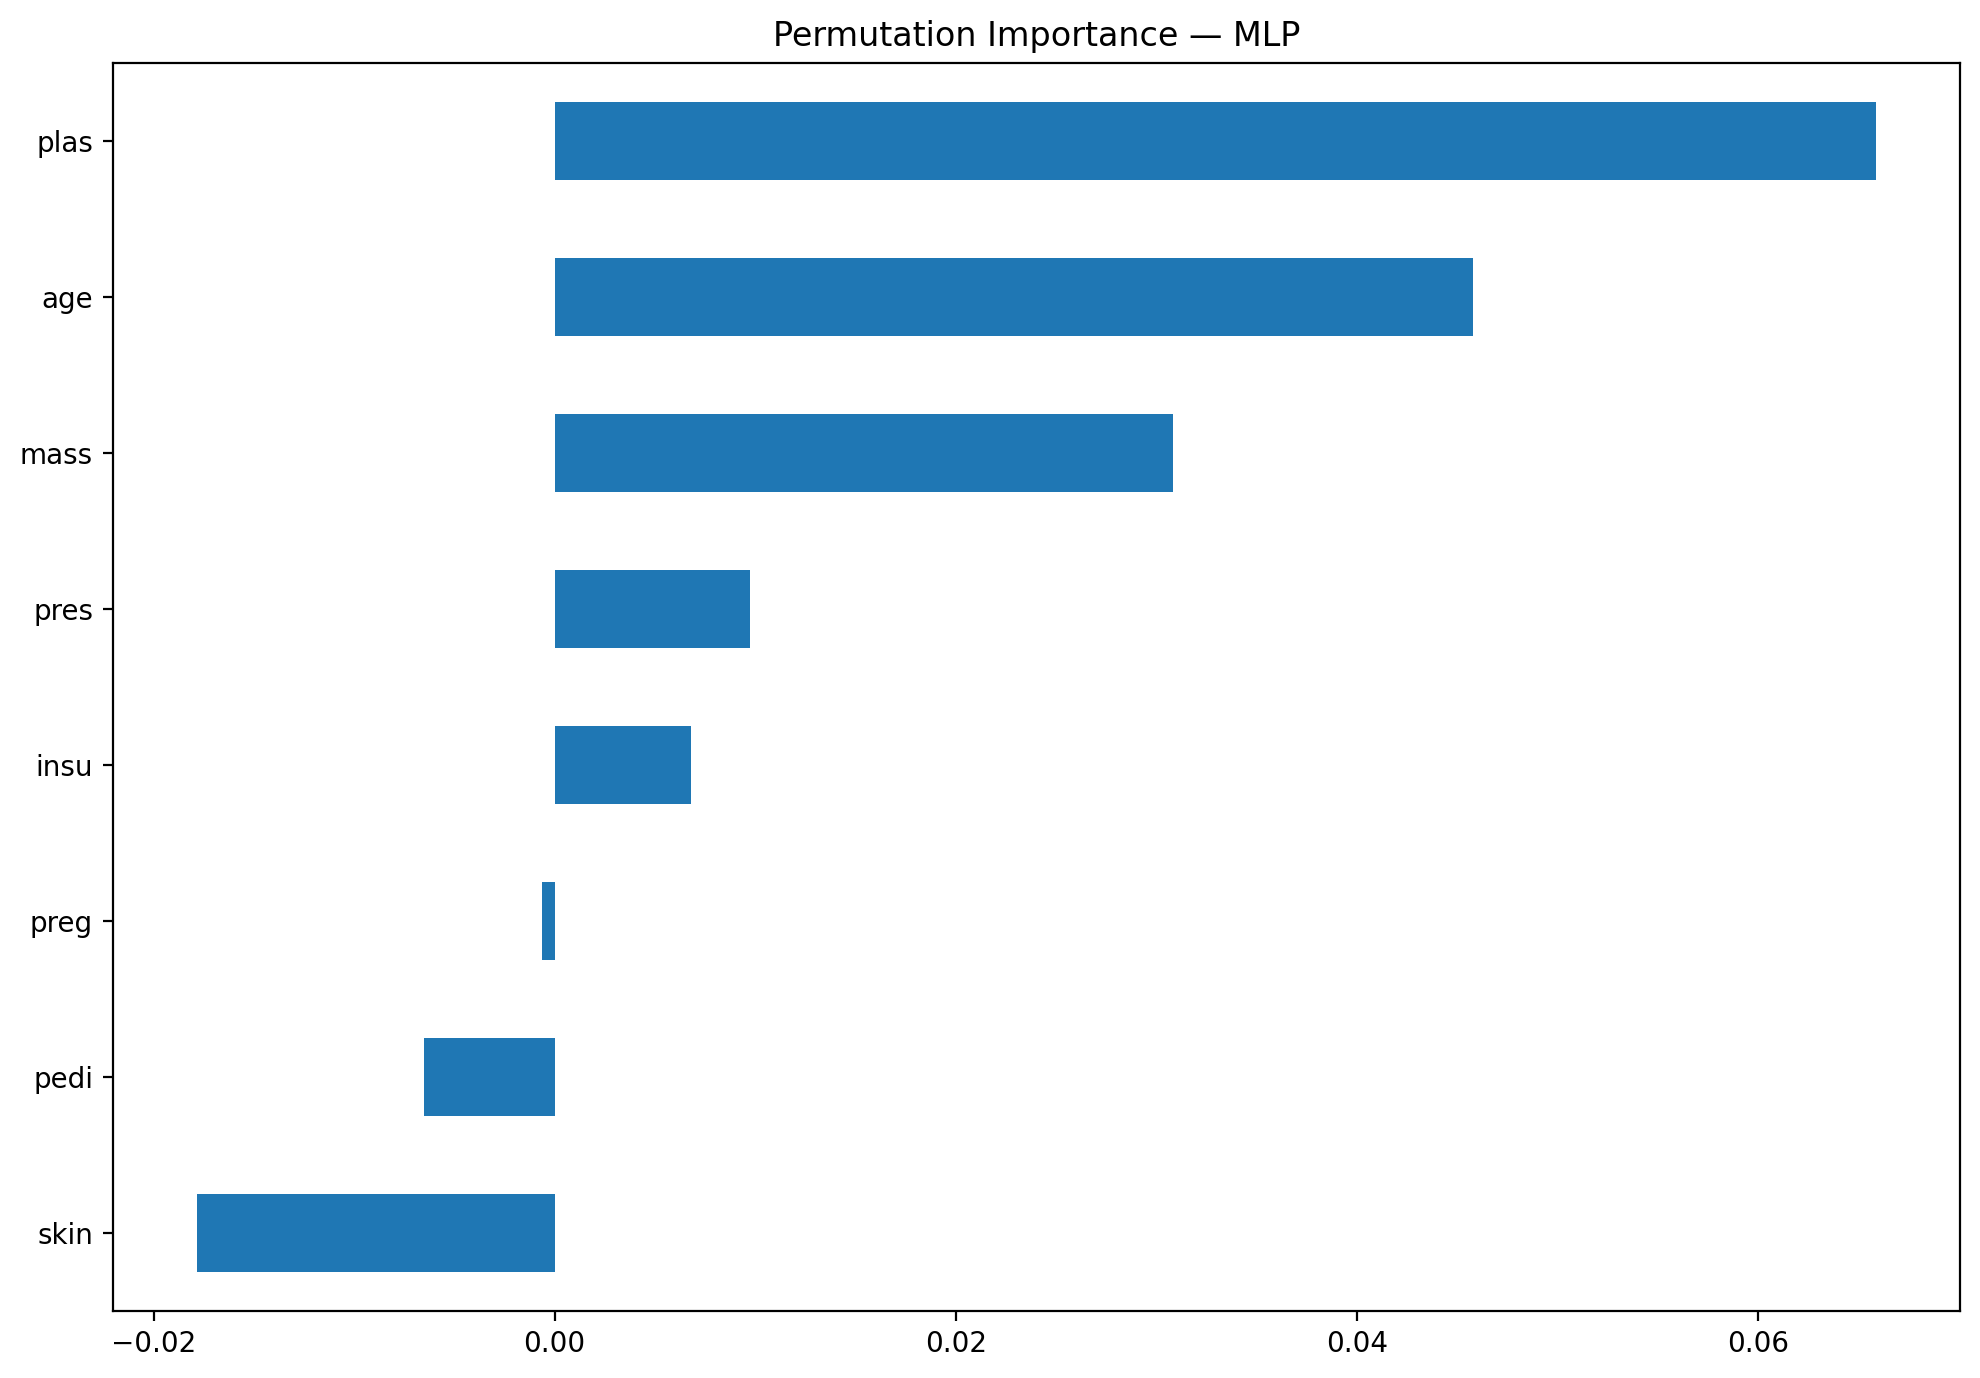 Permutation Importance — MLP
plas
age
mass
pres
insu
preg
pedi
skin
−0.02 0.00 0.02 0.04 0.06